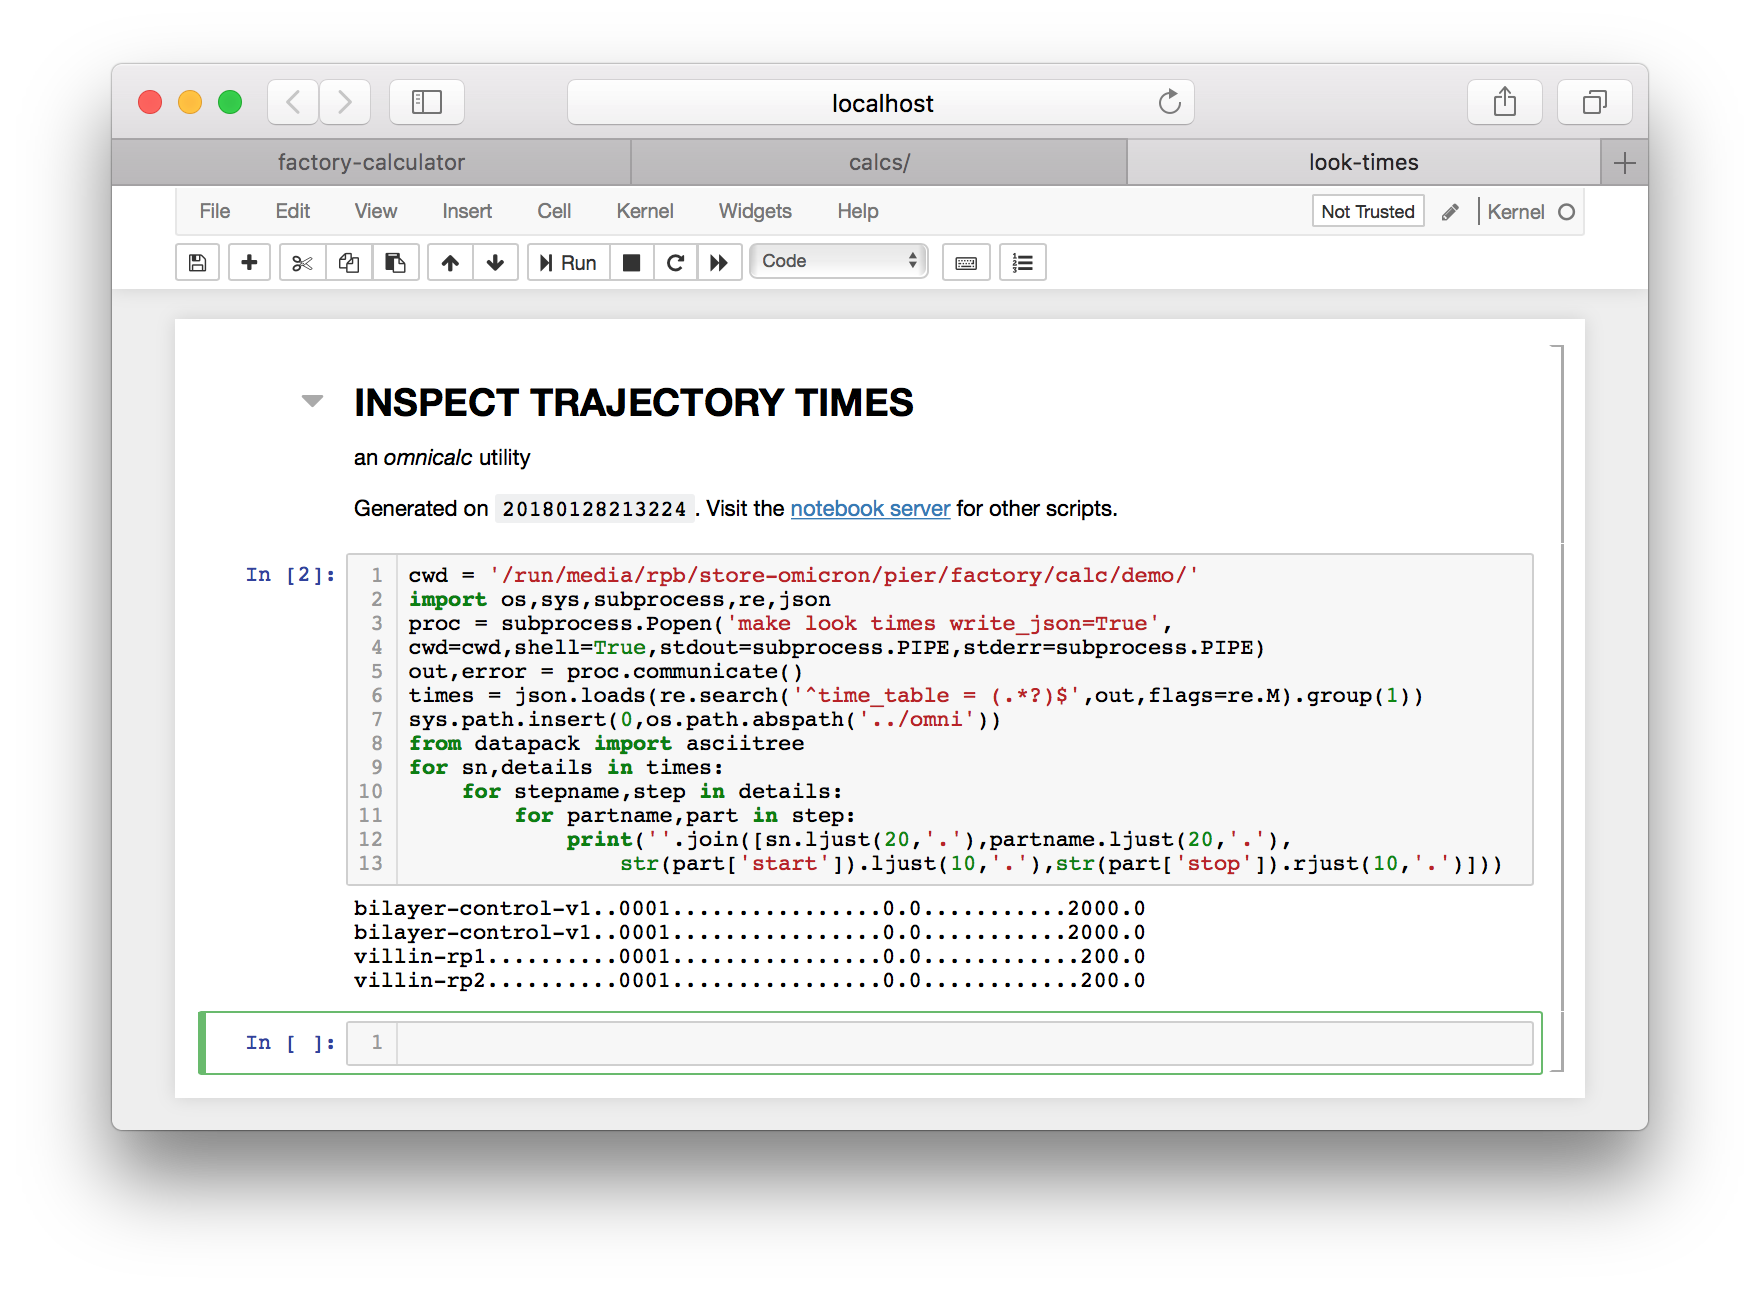 localhost
factory-calculator calcs/ look-times
File Edit View Insert Cell Kernel Widgets Help Not Trusted Kernel
Run Code
INSPECT TRAJECTORY TIMES
an omnicalc utility
Generated on 20180128213224. Visit the notebook server for other scripts.
In [2]:
1 cwd = '/run/media/rpb/store-omicron/pier/factory/calc/demo/'
2 import os,sys,subprocess,re,json
3 proc = subprocess.Popen('make look times write_json=True',
4 cwd=cwd,shell=True,stdout=subprocess.PIPE,stderr=subprocess.PIPE)
5 out,error = proc.communicate()
6 times = json.loads(re.search('^time_table = (.*?)$',out,flags=re.M).group(1))
7 sys.path.insert(0,os.path.abspath('../omni'))
8 from datapack import asciitree
9 for sn,details in times:
10     for stepname,step in details:
11         for partname,part in step:
12             print(''.join([sn.ljust(20,'.'),partname.ljust(20,'.'),
13                 str(part['start']).ljust(10,'.'),str(part['stop']).rjust(10,'.')]))
bilayer-control-v1..0001................0.0...........2000.0
bilayer-control-v1..0001................0.0...........2000.0
villin-rp1..........0001................0.0............200.0
villin-rp2..........0001................0.0............200.0
In [ ]:
1